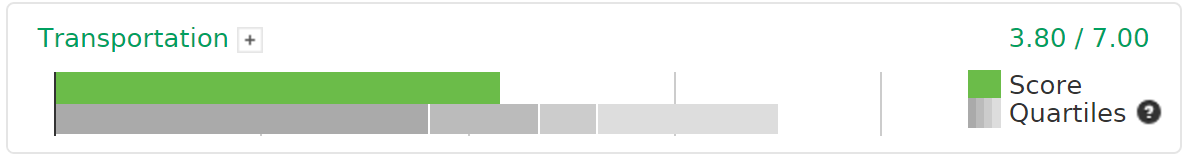 Transportation +
3.80 / 7.00
Score
Quartiles ?